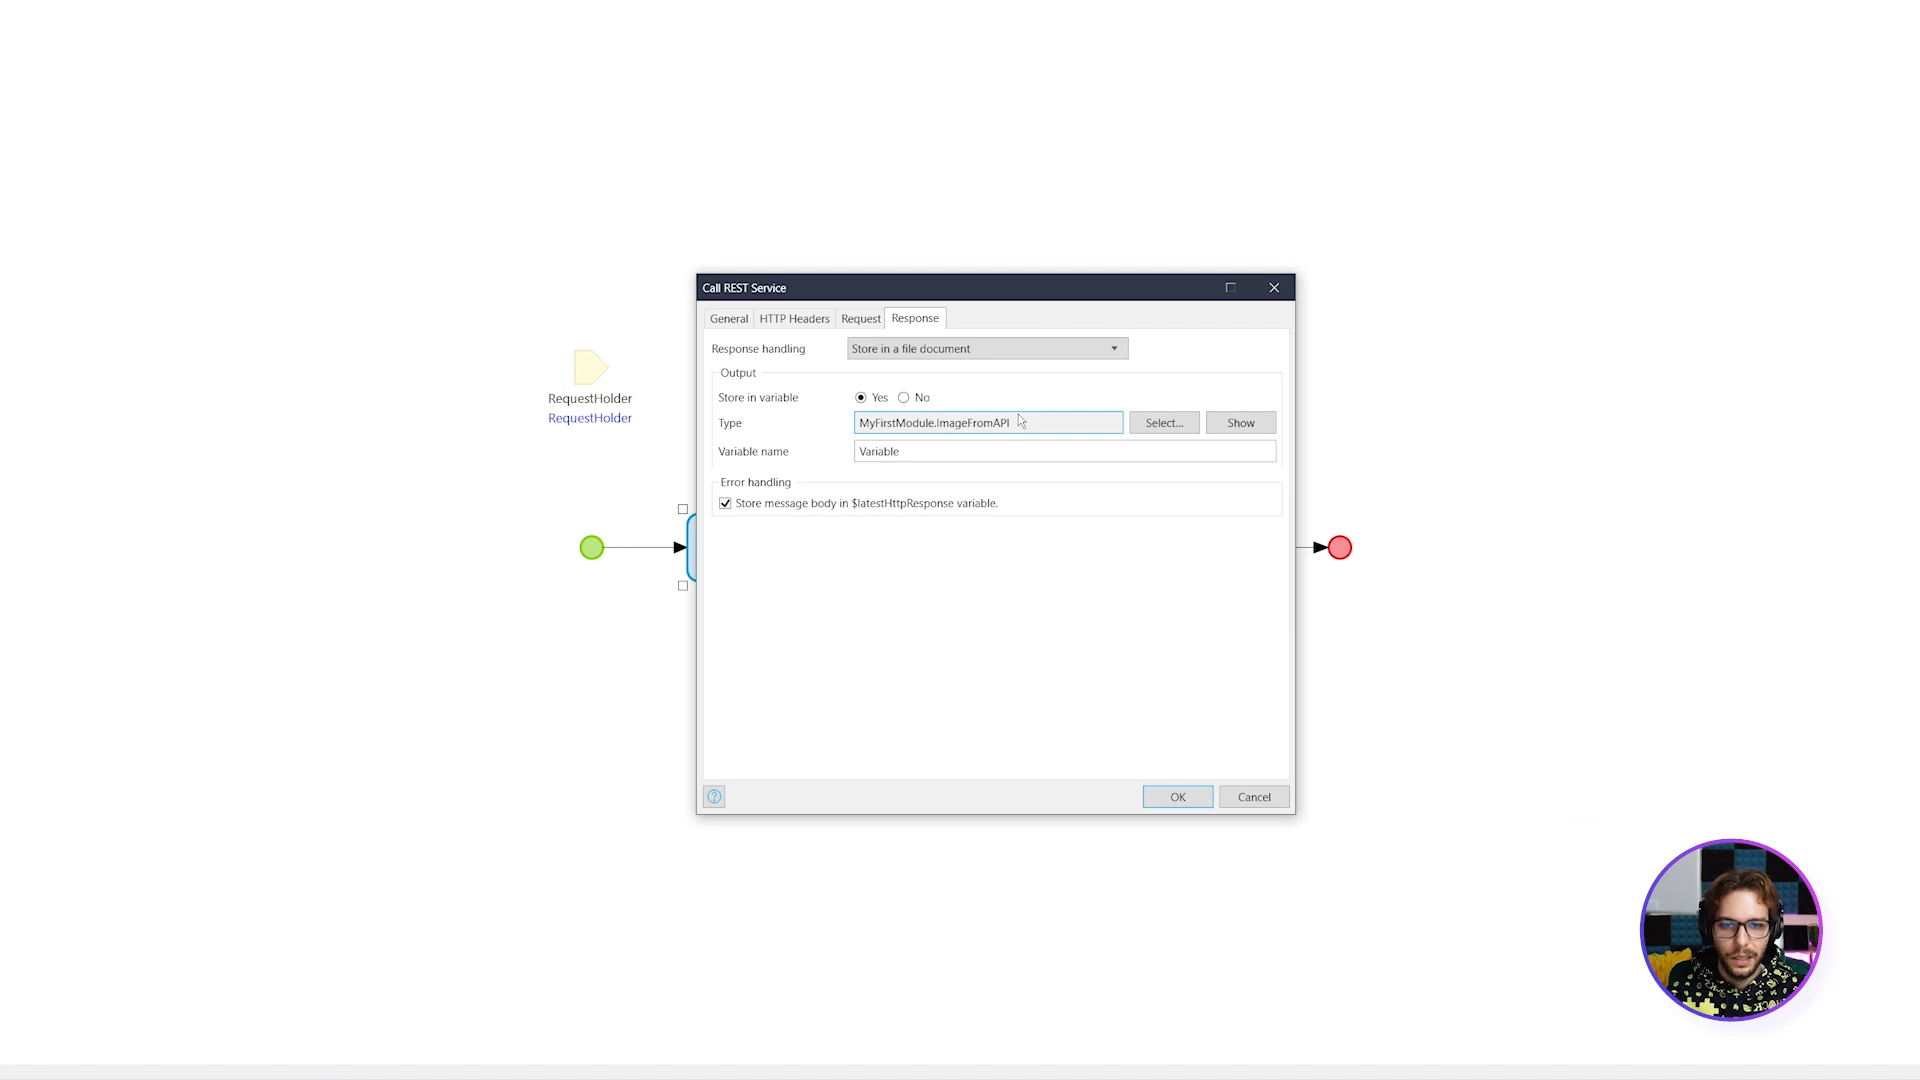 Call REST Service
General HTTP Headers Request Response
Response handling Store in a file document
Output
Store in variable Yes No
Type MyFirstModule.ImageFromAPI Select... Show
Variable name Variable
Error handling
Store message body in $latestHttpResponse variable.
RequestHolder
RequestHolder
OK Cancel